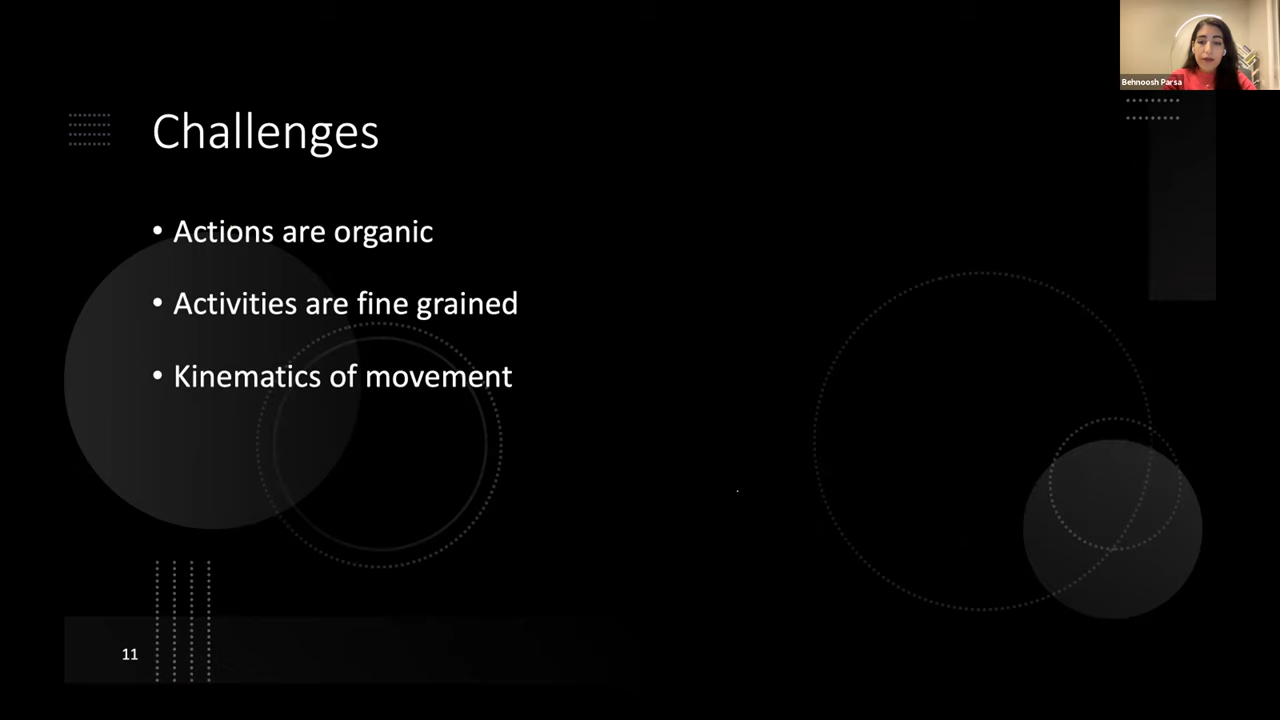 Behnoosh Parsa
Challenges
• Actions are organic
• Activities are fine grained
• Kinematics of movement
11